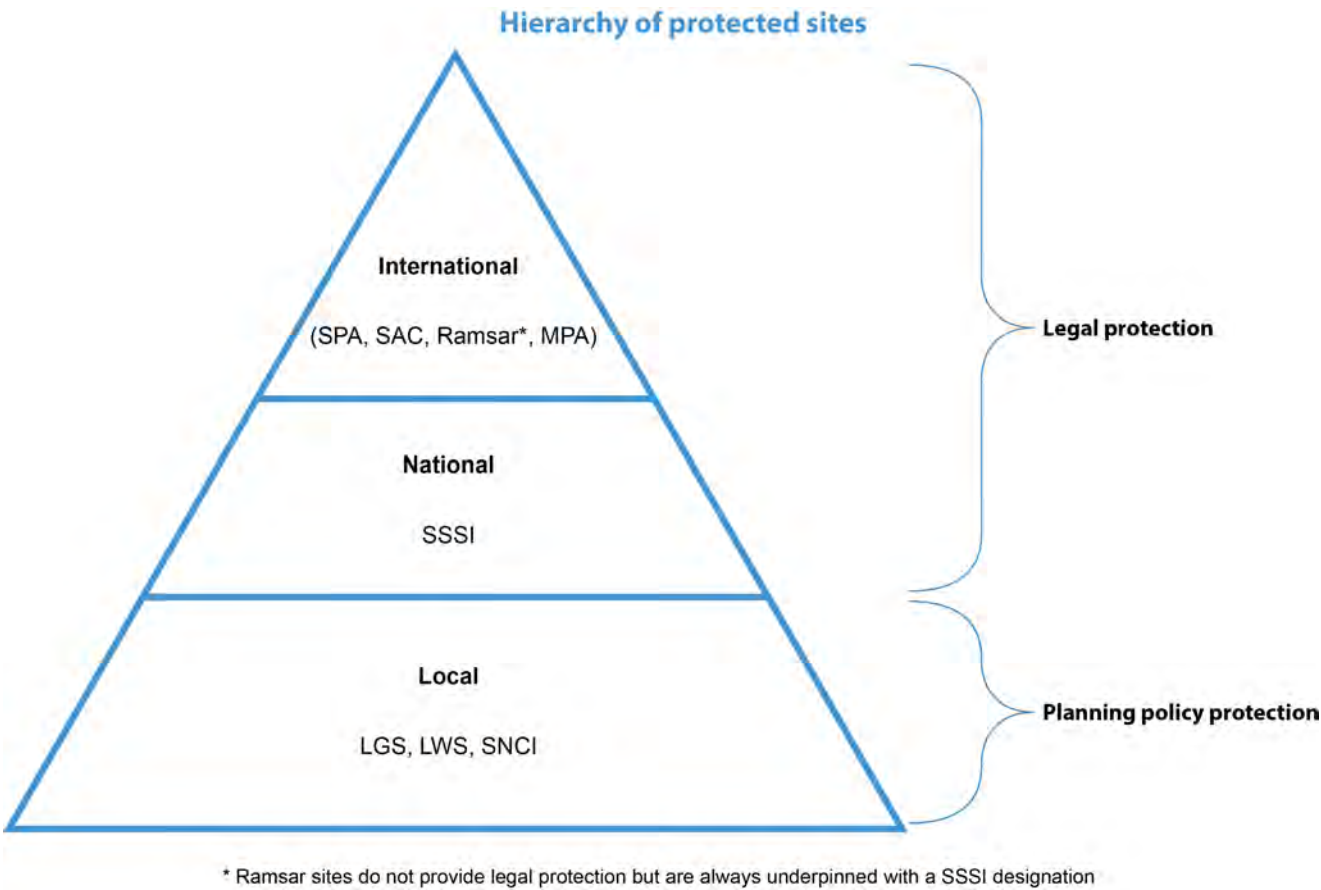 Hierarchy of protected sites
International
(SPA, SAC, Ramsar*, MPA)
Legal protection
National
SSSI
Local
LGS, LWS, SNCI
Planning policy protection
* Ramsar sites do not provide legal protection but are always underpinned with a SSSI designation